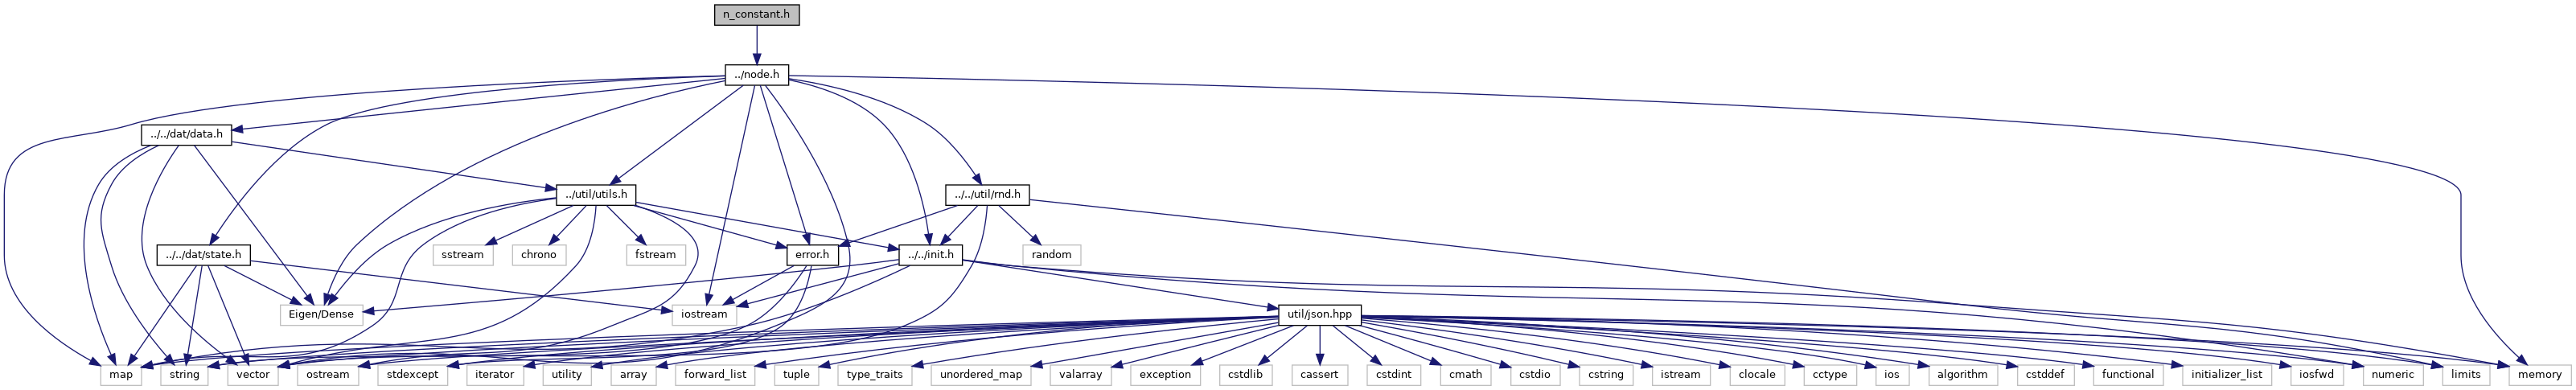 n_constant.h
../node.h
../../dat/data.h
../util/utils.h
../../util/rnd.h
../../dat/state.h
sstream
chrono
fstream
error.h
../../init.h
random
Eigen/Dense
iostream
util/json.hpp
map
string
vector
ostream
stdexcept
iterator
utility
array
forward_list
tuple
type_traits
unordered_map
valarray
exception
cstdlib
cassert
cstdint
cmath
cstdio
cstring
istream
clocale
cctype
ios
algorithm
cstddef
functional
initializer_list
iosfwd
numeric
limits
memory